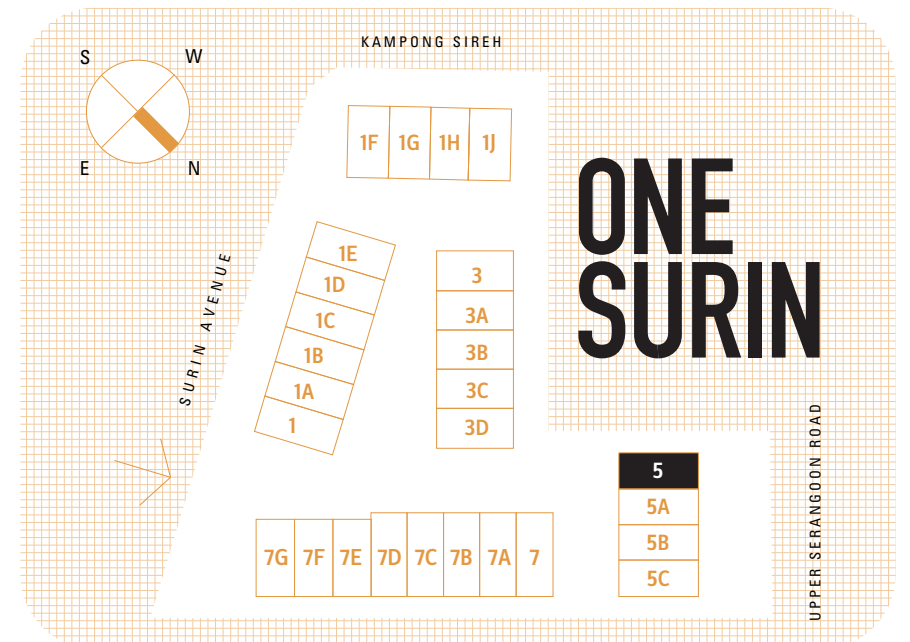 KAMPONG SIREH
S
W
E
N
1F 1G 1H 1J
ONE
SURIN
SURIN AVENUE
1E
1D
1C
1B
1A
1
3
3A
3B
3C
3D
UPPER SERANGOON ROAD
5
5A
5B
5C
7G 7F 7E 7D 7C 7B 7A 7